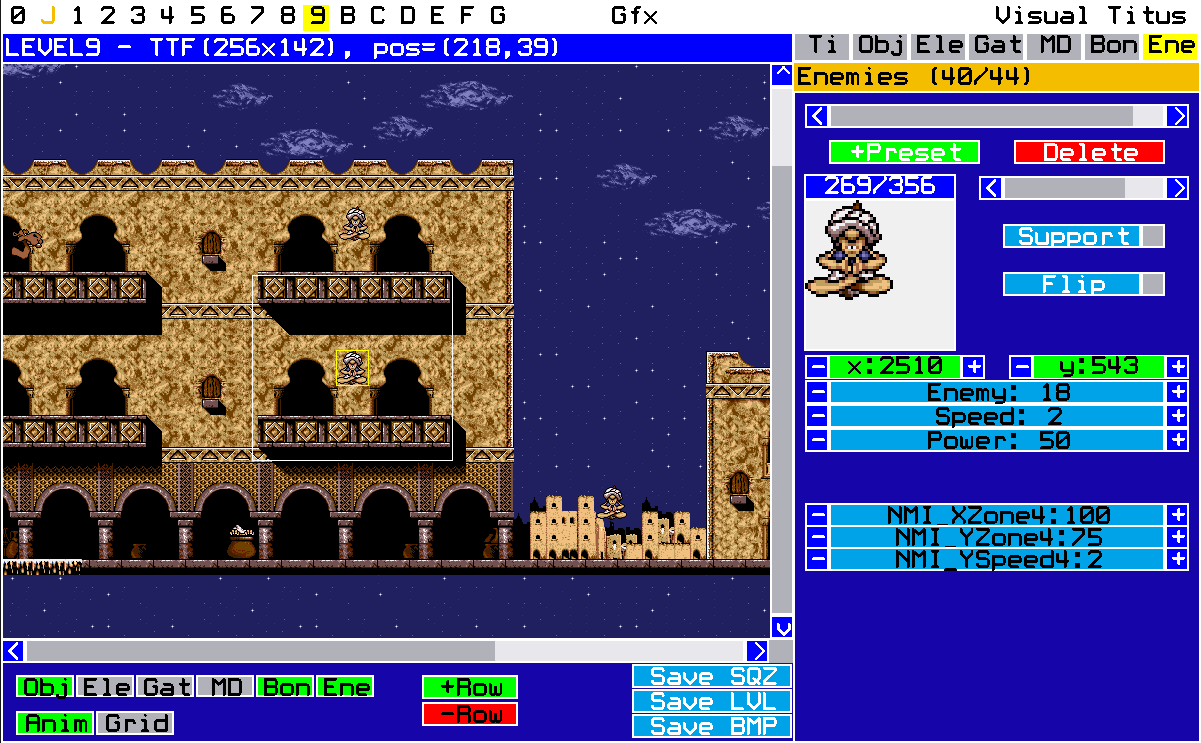 0 J 1 2 3 4 5 6 7 8 9 B C D E F G Gfx Visual Titus
LEVEL9 - TTF(256x142), pos=(218,39)
Ti Obj Ele Gat MD Bon Ene
Enemies (40/44)
< >
+Preset Delete
269/356 < >
Support
Flip
- x:2510 + - y:543 +
- Enemy: 18 +
- Speed: 2 +
- Power: 50 +
- NMI_XZone4:100 +
- NMI_YZone4:75 +
- NMI_YSpeed4:2 +
< >
Obj Ele Gat MD Bon Ene
Anim Grid
+Row
-Row
Save SQZ
Save LVL
Save BMP